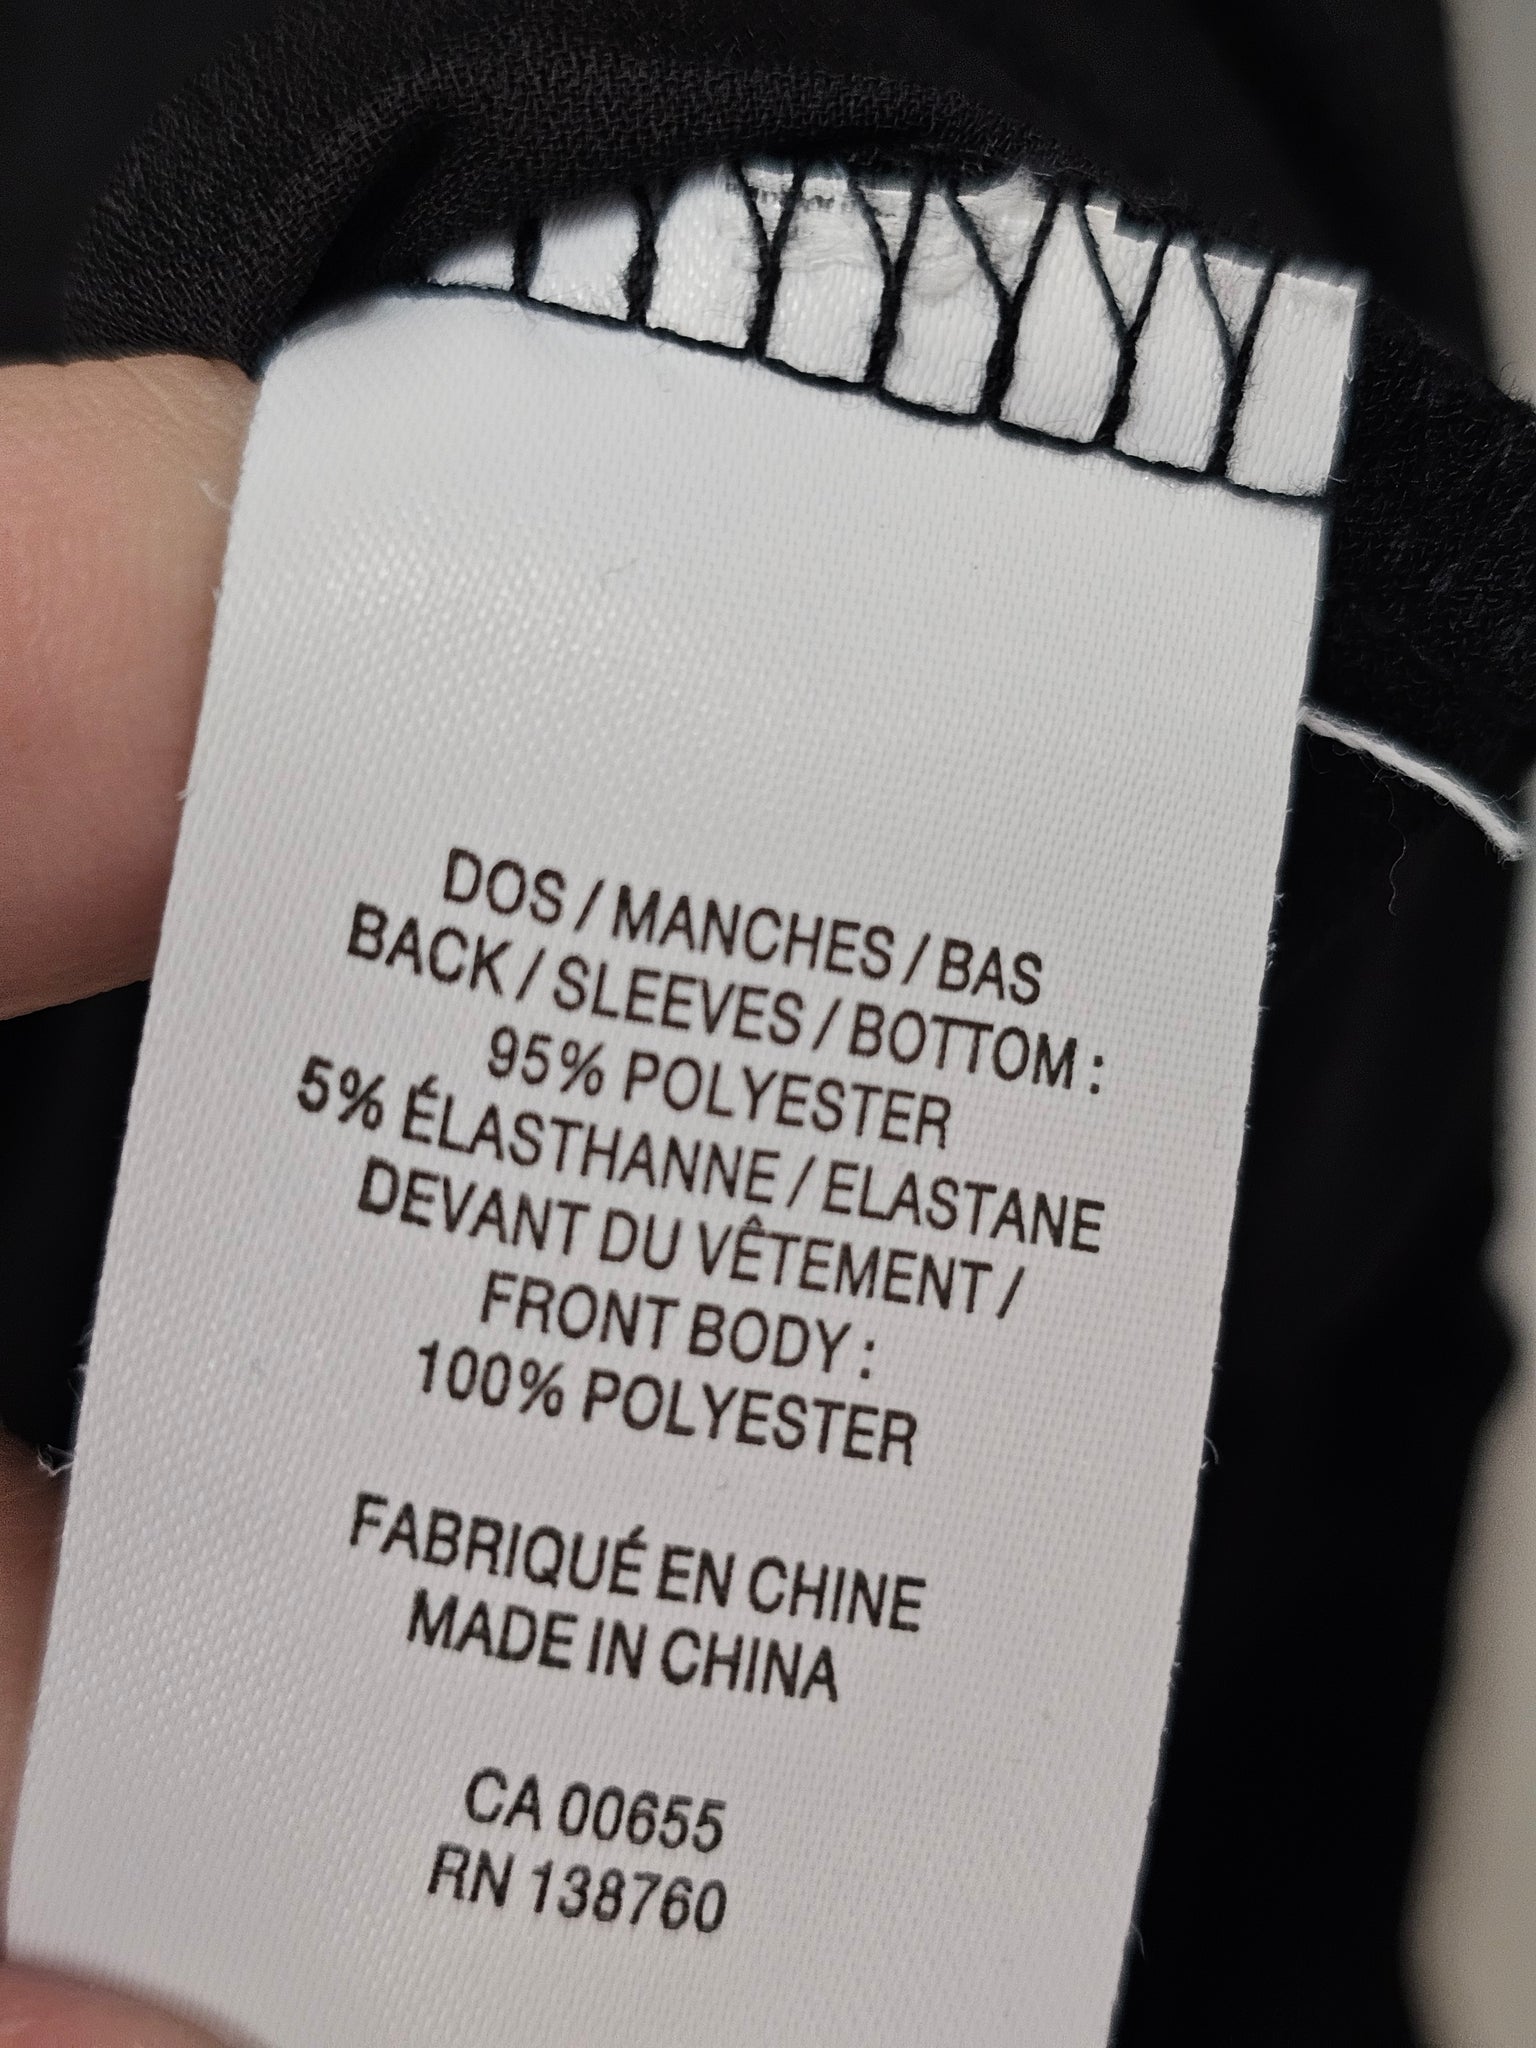 DOS / MANCHES / BAS
BACK / SLEEVES / BOTTOM :
95% POLYESTER
5% ÉLASTHANNE / ELASTANE
DEVANT DU VÊTEMENT /
FRONT BODY :
100% POLYESTER
FABRIQUÉ EN CHINE
MADE IN CHINA
CA 00655
RN 138760